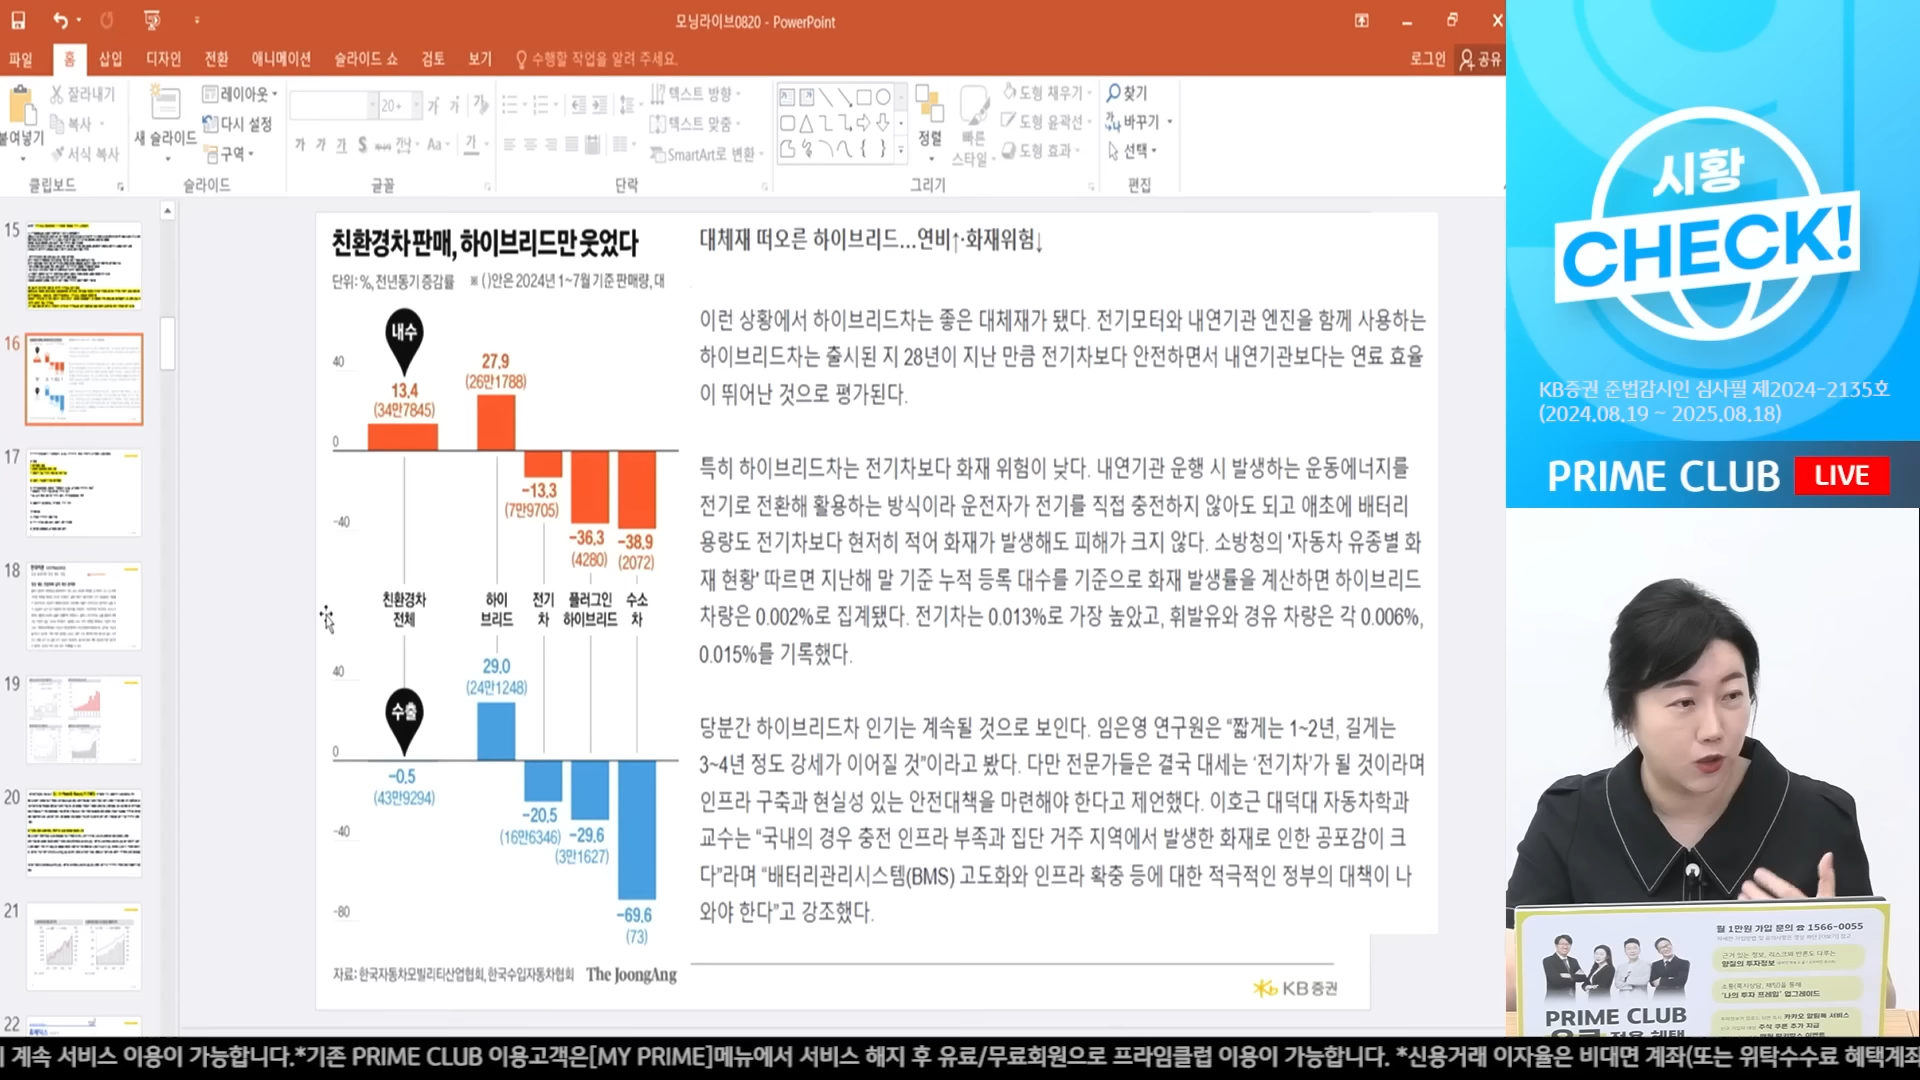 모닝라이브0820 - PowerPoint
파일 홈 삽입 디자인 전환 애니메이션 슬라이드 쇼 검토 보기 수행할 작업을 알려 주세요.
로그인 공유
붙여넣기
잘라내기
복사
서식 복사
클립보드
새 슬라이드
레이아웃
다시 설정
구역
슬라이드
20+
글꼴
텍스트 방향
텍스트 맞춤
SmartArt로 변환
단락
정렬
빠른 스타일
도형 채우기
도형 윤곽선
도형 효과
그리기
찾기
바꾸기
선택
편집
15
16
17
18
19
20
21
22
친환경차 판매, 하이브리드만 웃었다
단위: %, 전년동기 증감률 ※ ( )안은 2024년 1~7월 기준 판매량, 대
내수
40
0
-40
13.4
(34만7845)
27.9
(26만1788)
-13.3
(7만9705)
-36.3
(4280)
-38.9
(2072)
친환경차 전체
하이브리드
전기차
플러그인 하이브리드
수소차
수출
40
0
-40
-80
-0.5
(43만9294)
29.0
(24만1248)
-20.5
(16만6346)
-29.6
(3만1627)
-69.6
(73)
자료: 한국자동차모빌리티산업협회, 한국수입자동차협회 The JoongAng
대체재 떠오른 하이브리드…연비↑·화재위험↓
이런 상황에서 하이브리드차는 좋은 대체재가 됐다. 전기모터와 내연기관 엔진을 함께 사용하는
하이브리드차는 출시된 지 28년이 지난 만큼 전기차보다 안전하면서 내연기관보다는 연료 효율
이 뛰어난 것으로 평가된다.
특히 하이브리드차는 전기차보다 화재 위험이 낮다. 내연기관 운행 시 발생하는 운동에너지를
전기로 전환해 활용하는 방식이라 운전자가 전기를 직접 충전하지 않아도 되고 애초에 배터리
용량도 전기차보다 현저히 적어 화재가 발생해도 피해가 크지 않다. 소방청의 '자동차 유종별 화
재 현황' 따르면 지난해 말 기준 누적 등록 대수를 기준으로 화재 발생률을 계산하면 하이브리드
차량은 0.002%로 집계됐다. 전기차는 0.013%로 가장 높았고, 휘발유와 경유 차량은 각 0.006%,
0.015%를 기록했다.
당분간 하이브리드차 인기는 계속될 것으로 보인다. 임은영 연구원은 “짧게는 1~2년, 길게는
3~4년 정도 강세가 이어질 것”이라고 봤다. 다만 전문가들은 결국 대세는 ‘전기차’가 될 것이라며
인프라 구축과 현실성 있는 안전대책을 마련해야 한다고 제언했다. 이호근 대덕대 자동차학과
교수는 “국내의 경우 충전 인프라 부족과 집단 거주 지역에서 발생한 화재로 인한 공포감이 크
다”라며 “배터리관리시스템(BMS) 고도화와 인프라 확충 등에 대한 적극적인 정부의 대책이 나
와야 한다”고 강조했다.
KB증권
시황
CHECK!
KB증권 준법감시인 심사필 제2024-2135호
(2024.08.19 ~ 2025.08.18)
PRIME CLUB LIVE
월 1만원 가입 문의 ☎ 1566-0055
양질의 투자정보
'나의 투자 프레임' 업그레이드
PRIME CLUB
계속 서비스 이용이 가능합니다.*기존 PRIME CLUB 이용고객은[MY PRIME]메뉴에서 서비스 해지 후 유료/무료회원으로 프라임클럽 이용이 가능합니다. *신용거래 이자율은 비대면 계좌(또는 위탁수수료 혜택계좌